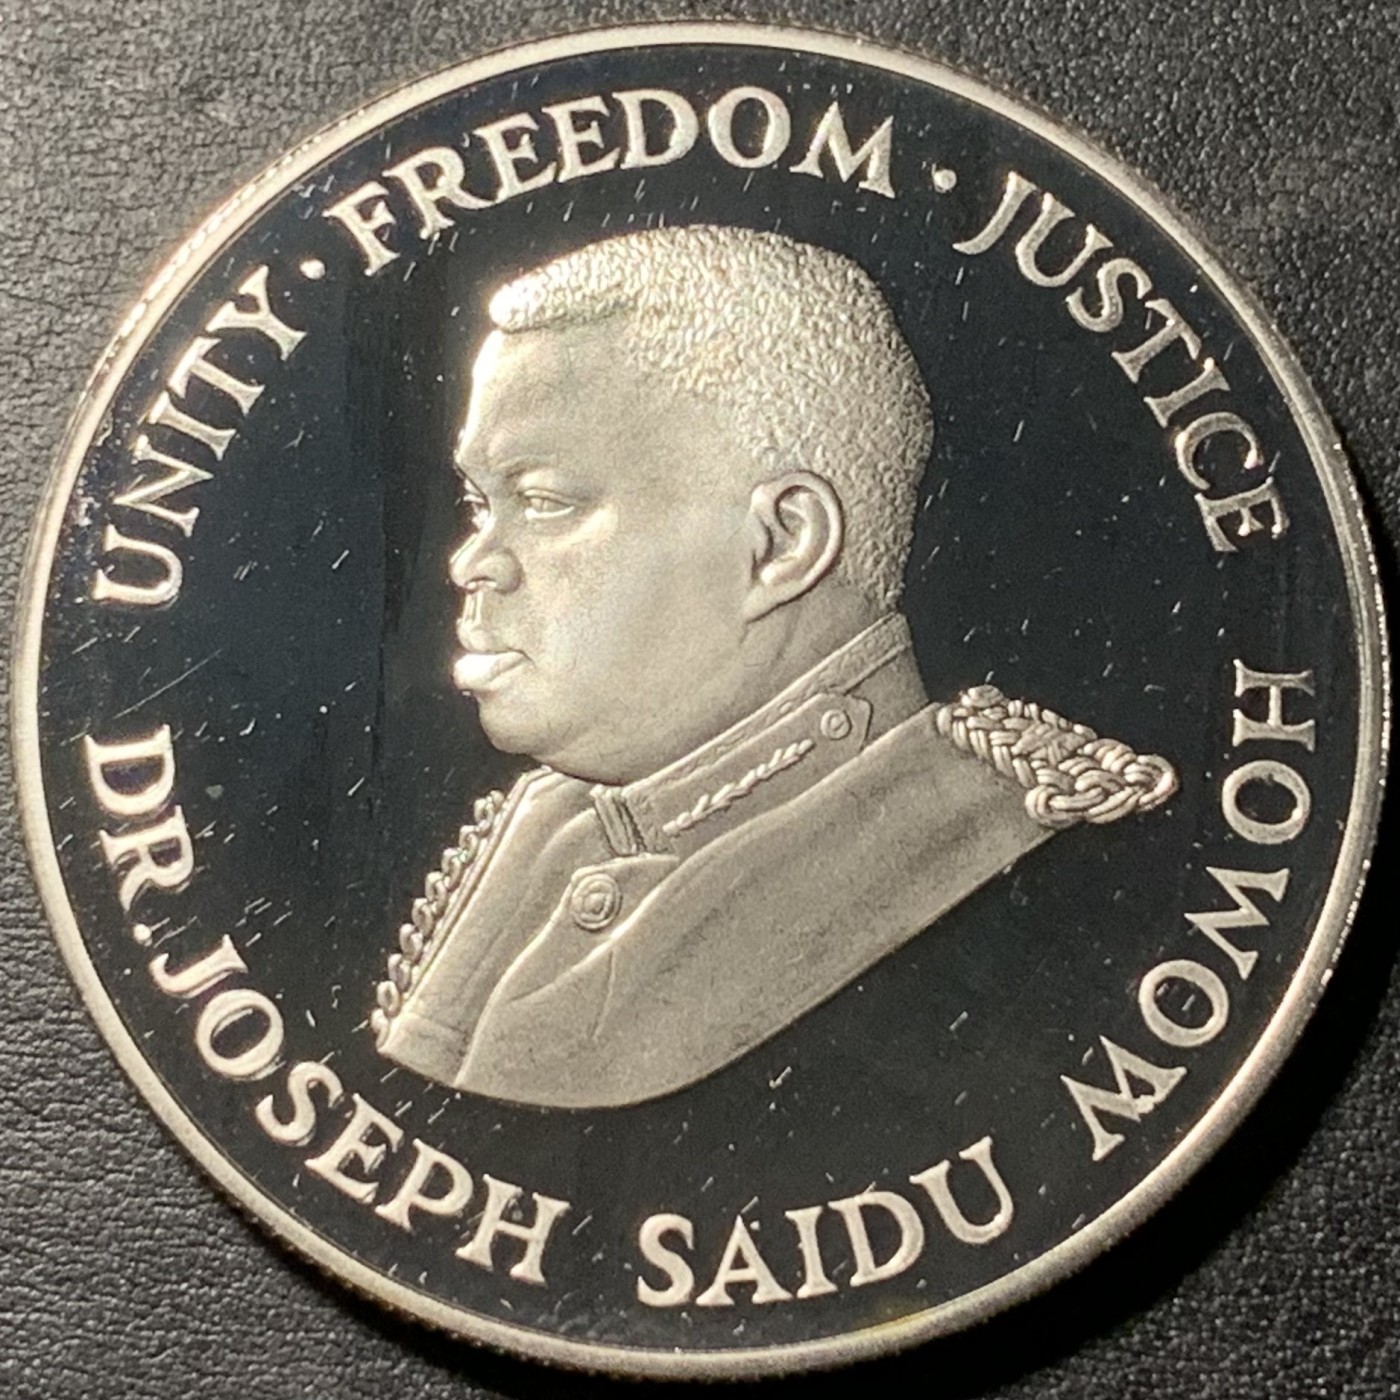 UNITY · FREEDOM · JUSTICE
DR. JOSEPH SAIDU MOMOH